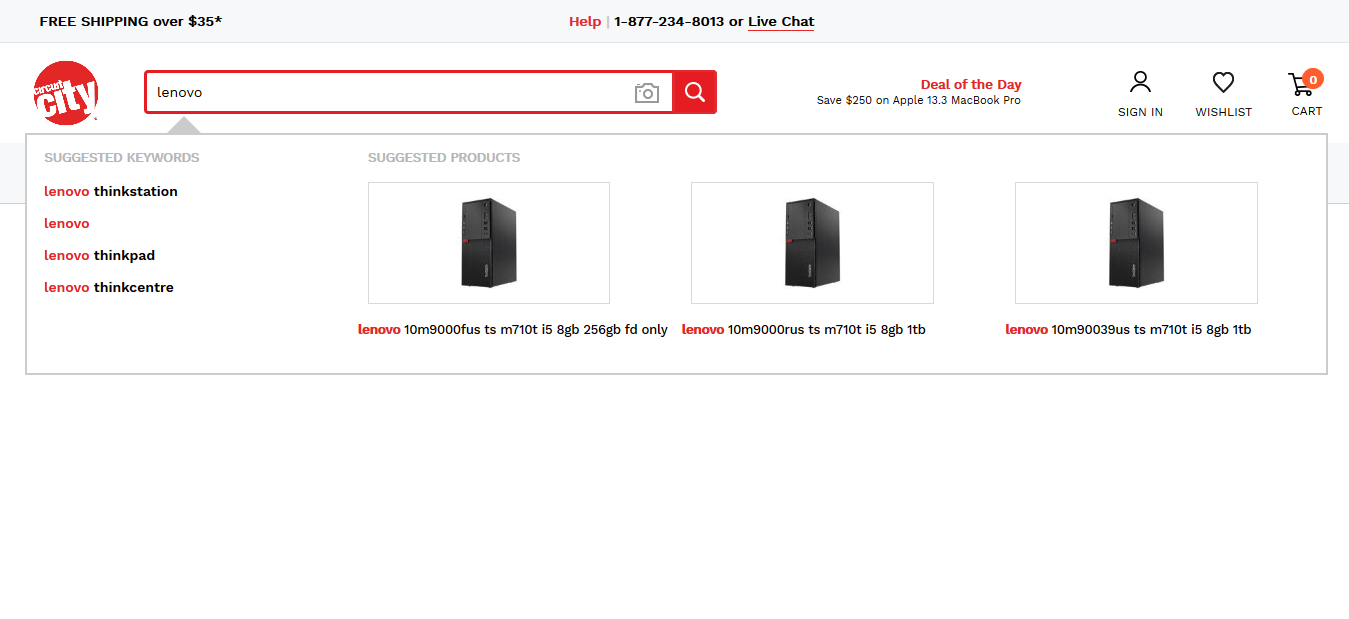 FREE SHIPPING over $35*
Help | 1-877-234-8013 or Live Chat
circuit
city
lenovo
Deal of the Day
Save $250 on Apple 13.3 MacBook Pro
SIGN IN
WISHLIST
0
CART
SUGGESTED KEYWORDS
lenovo thinkstation
lenovo
lenovo thinkpad
lenovo thinkcentre
SUGGESTED PRODUCTS
lenovo 10m9000fus ts m710t i5 8gb 256gb fd only
lenovo 10m9000rus ts m710t i5 8gb 1tb
lenovo 10m90039us ts m710t i5 8gb 1tb